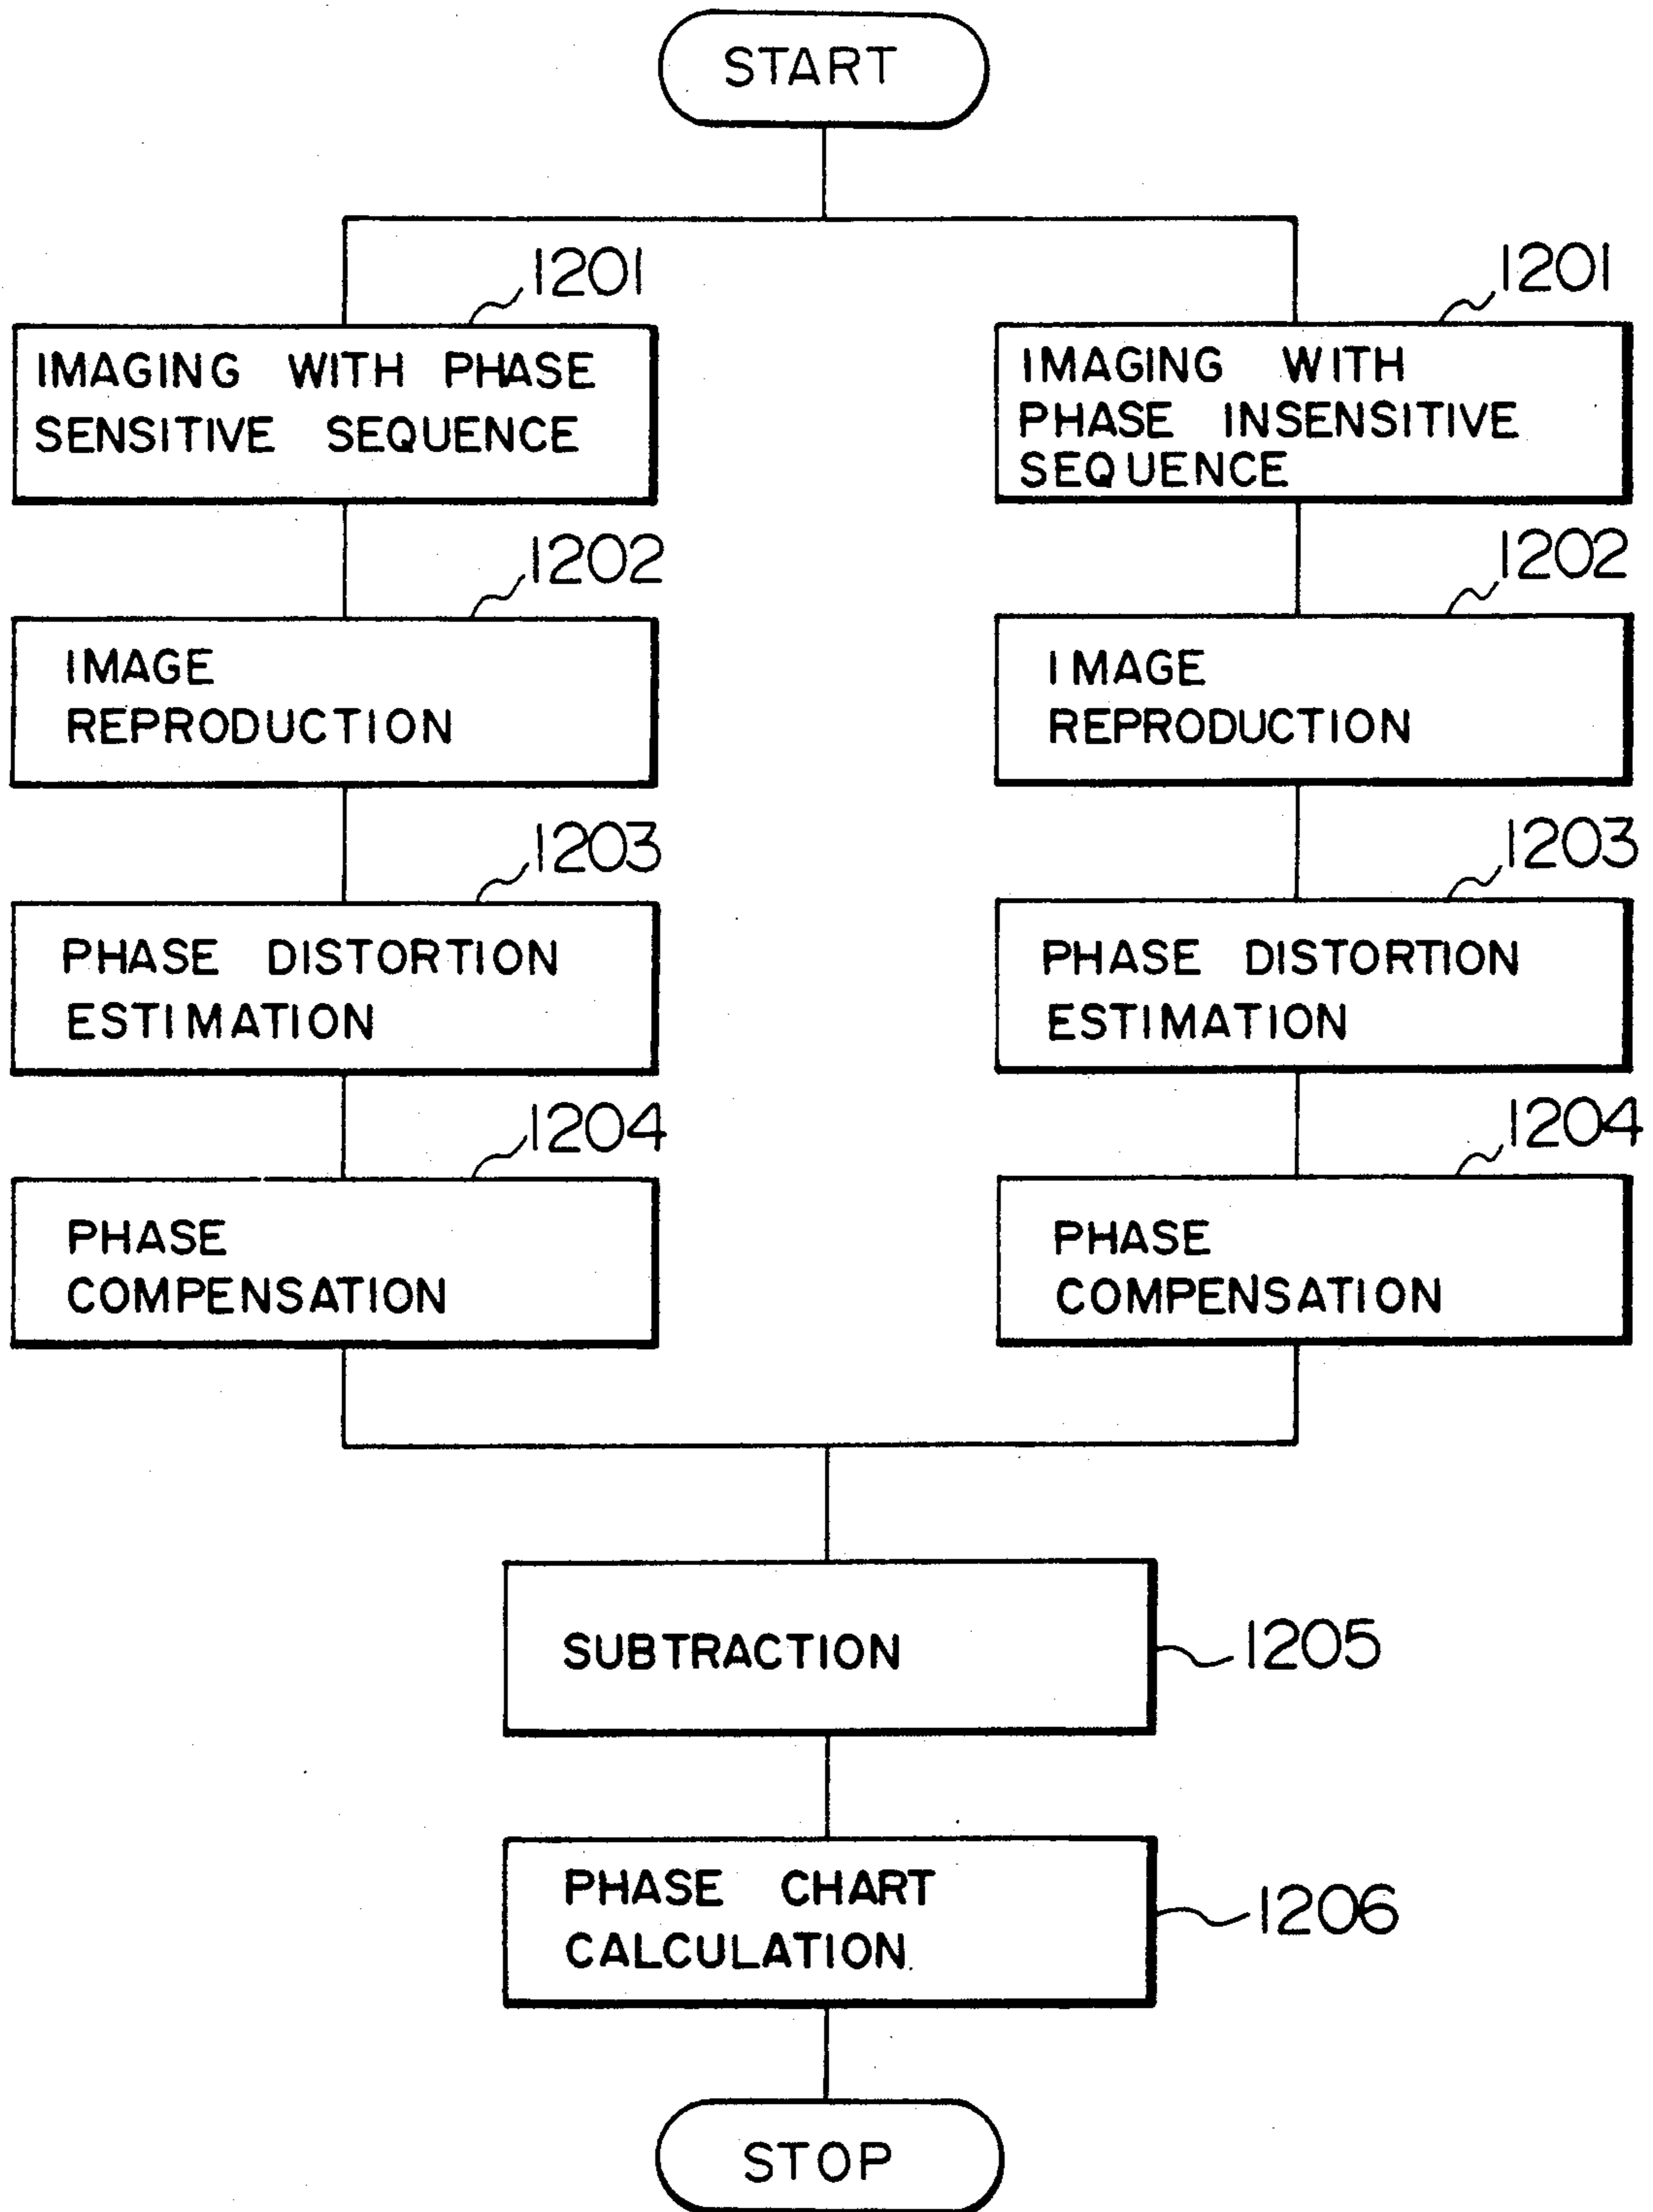 START
1201
IMAGING WITH PHASE
SENSITIVE SEQUENCE
1201
IMAGING WITH
PHASE INSENSITIVE
SEQUENCE
1202
IMAGE
REPRODUCTION
1202
IMAGE
REPRODUCTION
1203
PHASE DISTORTION
ESTIMATION
1203
PHASE DISTORTION
ESTIMATION
1204
PHASE
COMPENSATION
1204
PHASE
COMPENSATION
SUBTRACTION
1205
PHASE CHART
CALCULATION
1206
STOP